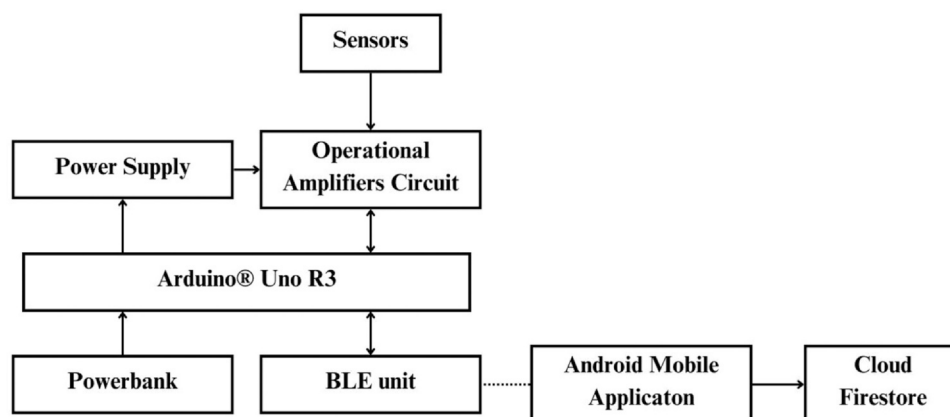 Sensors
Power Supply
Operational
Amplifiers Circuit
Arduino® Uno R3
Powerbank
BLE unit
Android Mobile
Applicaton
Cloud
Firestore